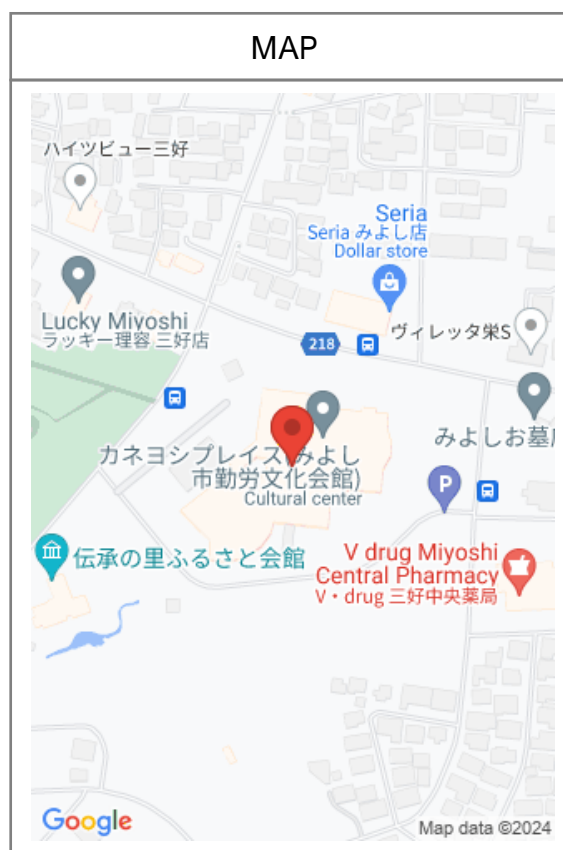 MAP
ハイツビュー三好
Seria
Seria みよし店
Dollar store
Lucky Miyoshi
ラッキー理容 三好店
218
ヴィレッタ栄S
みよしお墓
カネヨシプレイス(みよし
市勤労文化会館)
Cultural center
P
伝承の里ふるさと会館
V drug Miyoshi
Central Pharmacy
V・drug 三好中央薬局
Google
Map data ©2024